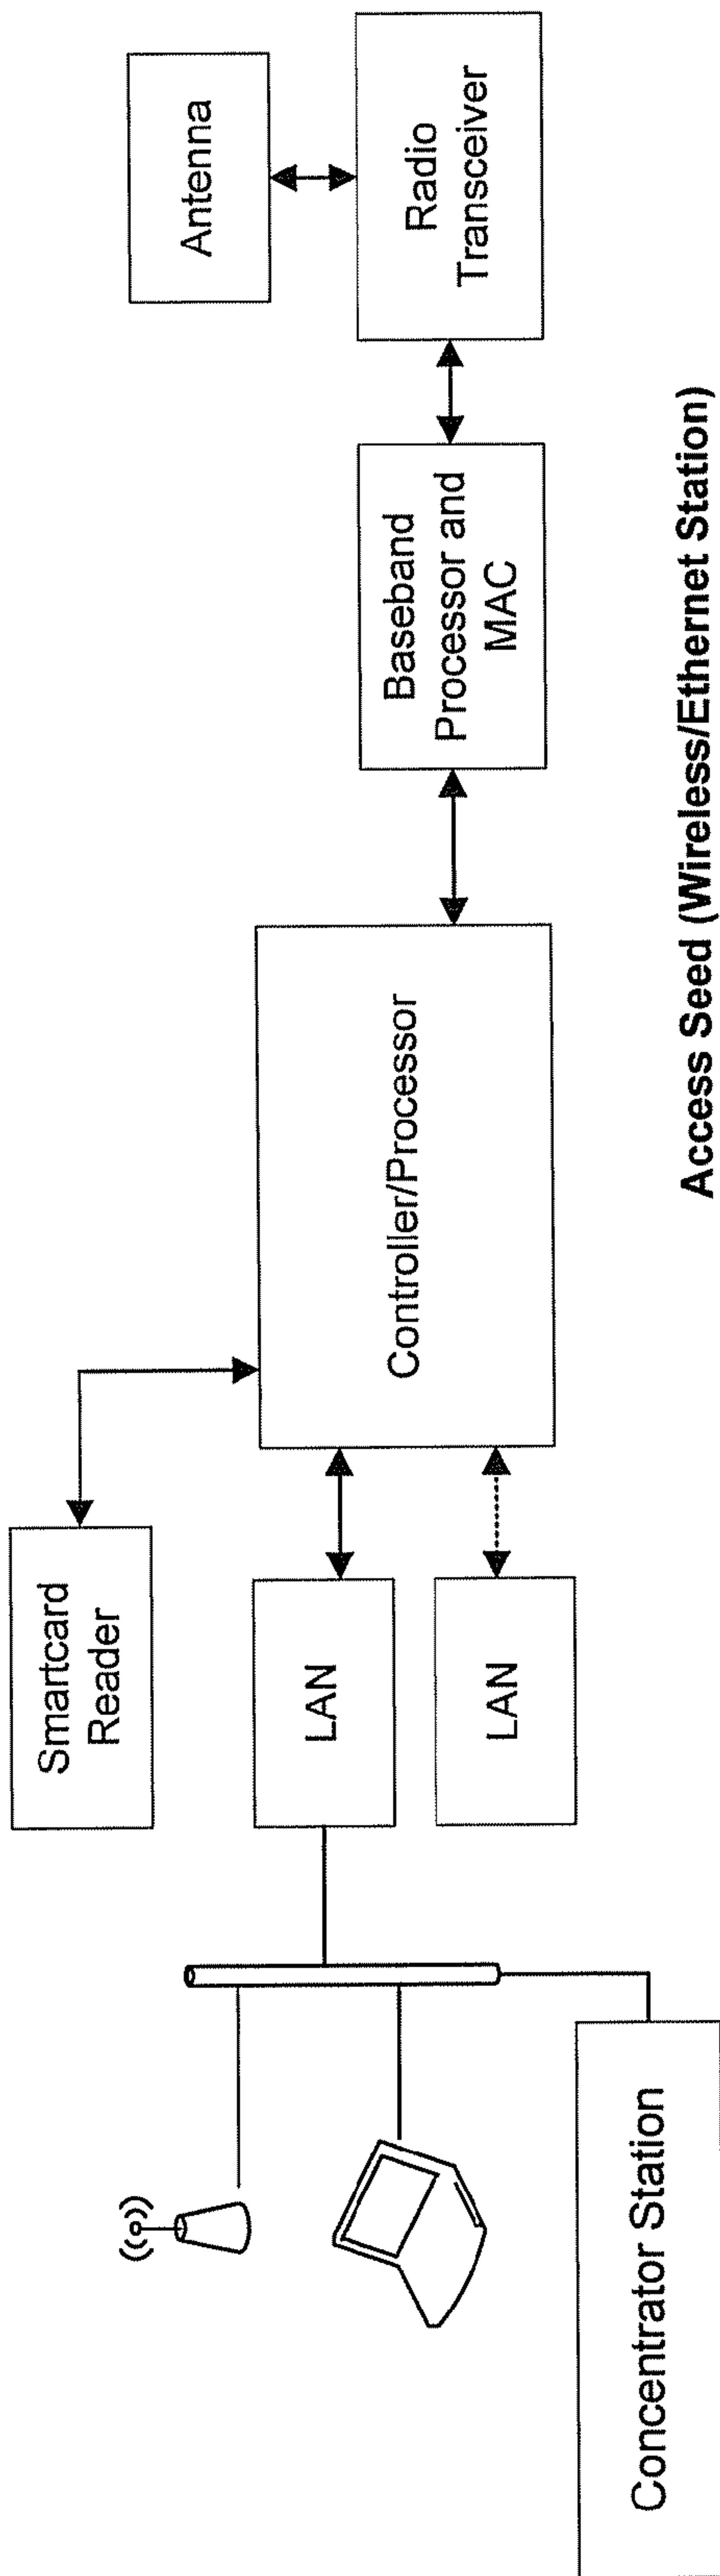 Smartcard
Reader
Antenna
LAN
LAN
Controller/Processor
Baseband
Processor and
MAC
Radio
Transceiver
Concentrator Station
Access Seed (Wireless/Ethernet Station)